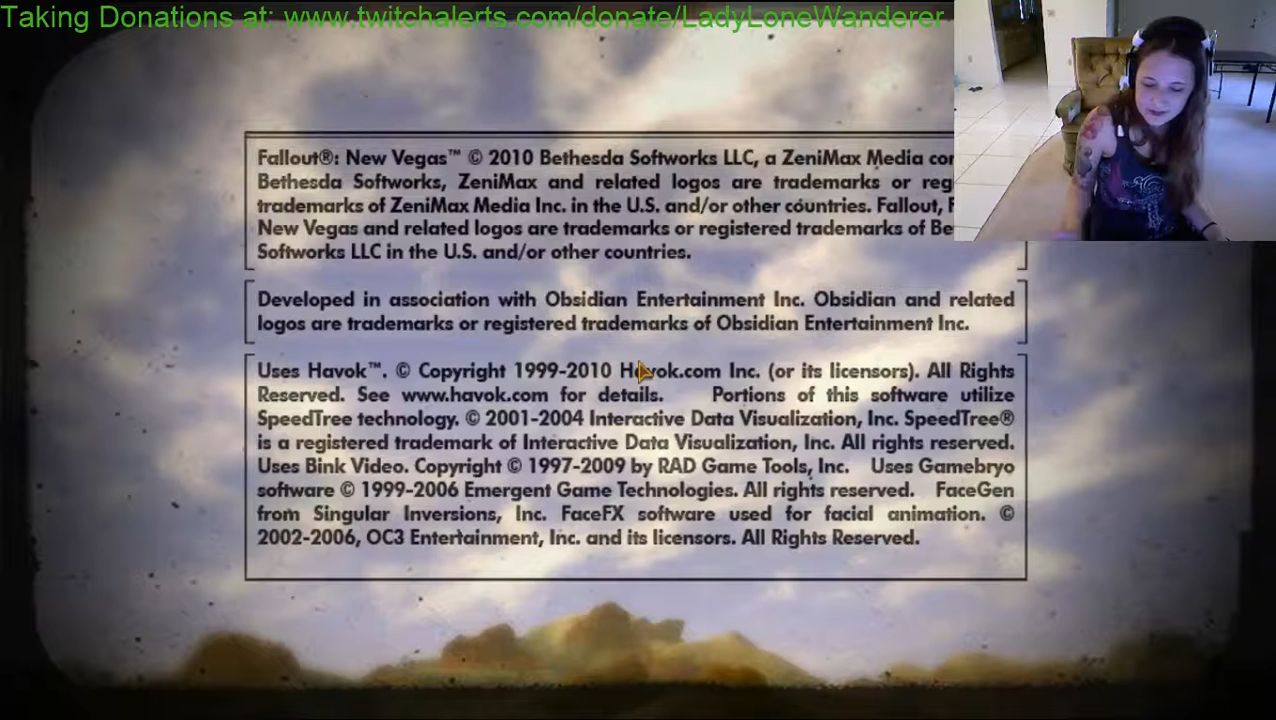 Taking Donations at: www.twitchalerts.com/donate/LadyLoneWanderer
Fallout®: New Vegas™ © 2010 Bethesda Softworks LLC, a ZeniMax Media
Bethesda Softworks, ZeniMax and related logos are trademarks or
trademarks of ZeniMax Media Inc. in the U.S. and/or other countries. Fallout,
New Vegas and related logos are trademarks or registered trademarks of
Softworks LLC in the U.S. and/or other countries.
Developed in association with Obsidian Entertainment Inc. Obsidian and related
logos are trademarks or registered trademarks of Obsidian Entertainment Inc.
Uses Havok™. © Copyright 1999-2010 Havok.com Inc. (or its licensors). All Rights
Reserved. See www.havok.com for details. Portions of this software utilize
SpeedTree technology. © 2001-2004 Interactive Data Visualization, Inc. SpeedTree®
is a registered trademark of Interactive Data Visualization, Inc. All rights reserved.
Uses Bink Video. Copyright © 1997-2009 by RAD Game Tools, Inc. Uses Gamebryo
software © 1999-2006 Emergent Game Technologies. All rights reserved. FaceGen
from Singular Inversions, Inc. FaceFX software used for facial animation. ©
2002-2006, OC3 Entertainment, Inc. and its licensors. All Rights Reserved.